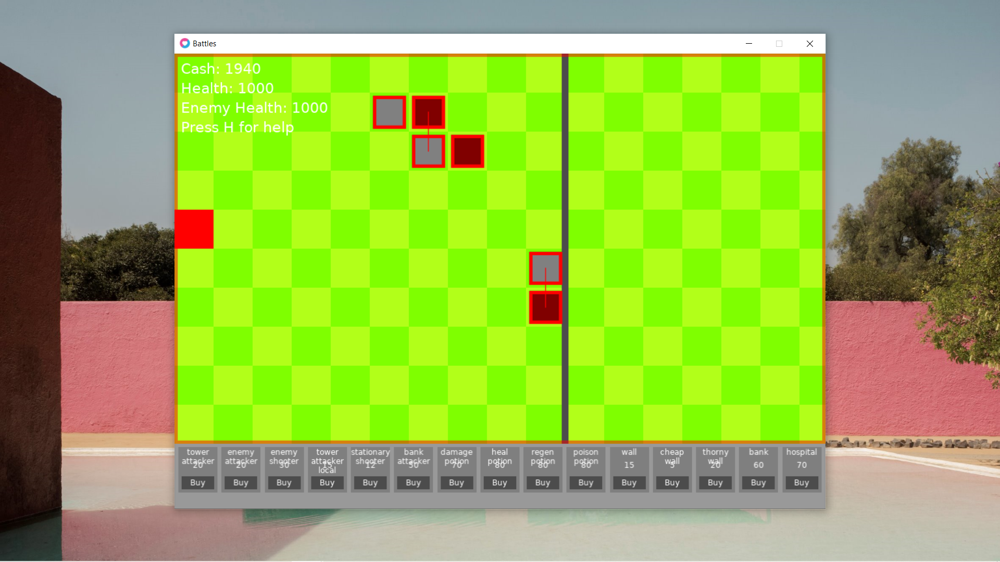 Battles
Cash: 1940
Health: 1000
Enemy Health: 1000
Press H for help
tower
attacker
20
Buy
enemy
attacker
20
Buy
enemy
shooter
30
Buy
tower
attacker
local
15
Buy
stationary
shooter
12
Buy
bank
attacker
50
Buy
damage
potion
70
Buy
heal
potion
80
Buy
regen
potion
80
Buy
poison
potion
80
Buy
wall
15
Buy
cheap
wall
5
Buy
thorny
wall
20
Buy
bank
60
Buy
hospital
70
Buy